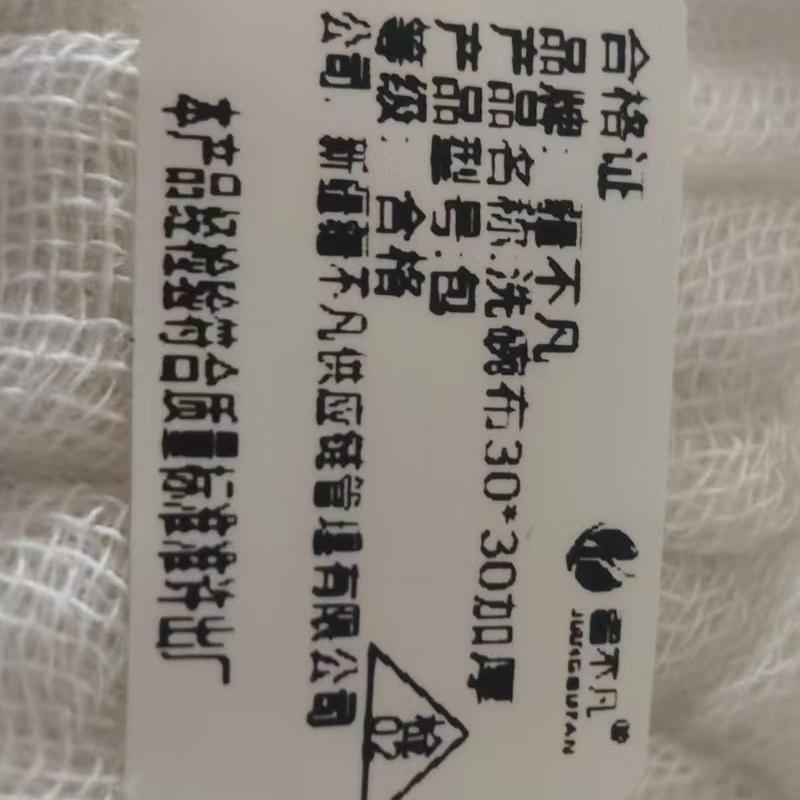 合格证
品牌: 疆不凡
产品名称:洗碗布30*30加厚
产品型号:包
等级: 合格
公司: 新疆疆不凡供应链管理有限公司
本产品经检验符合质量标准准许出厂
不凡
JIANGBUFAN
检
02